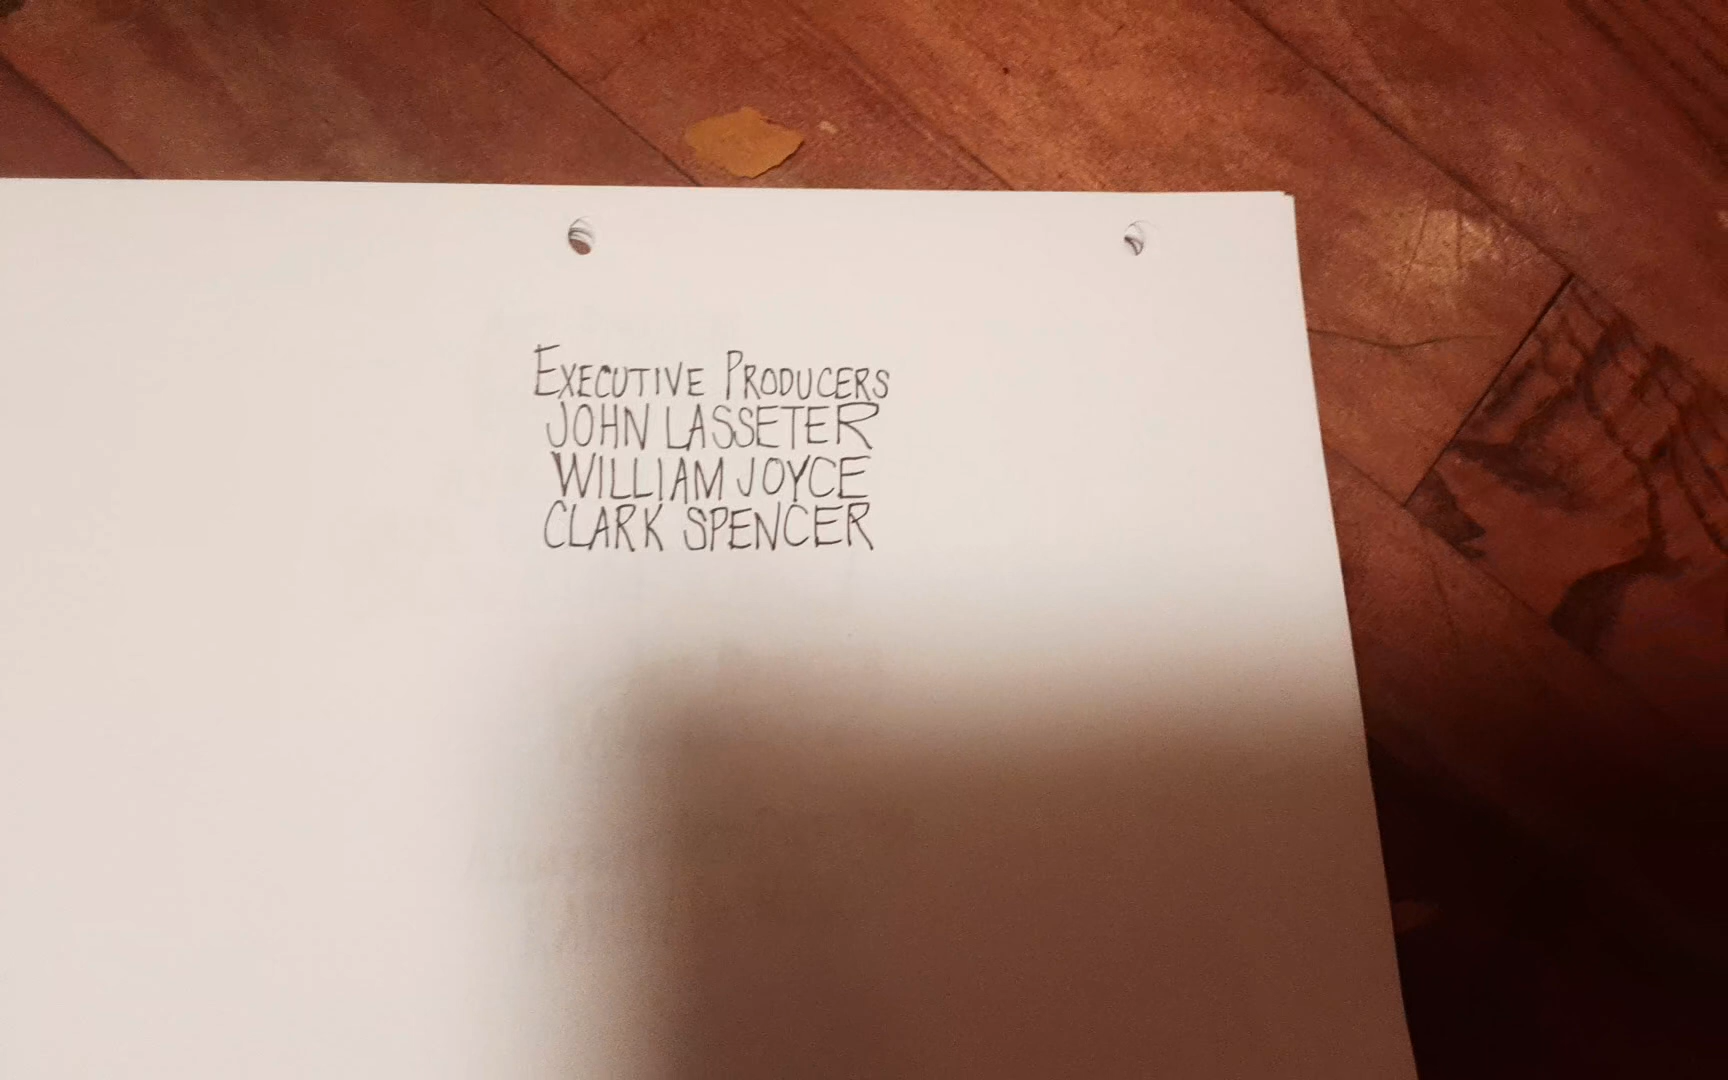 EXECUTIVE PRODUCERS
JOHN LASSETER
WILLIAM JOYCE
CLARK SPENCER